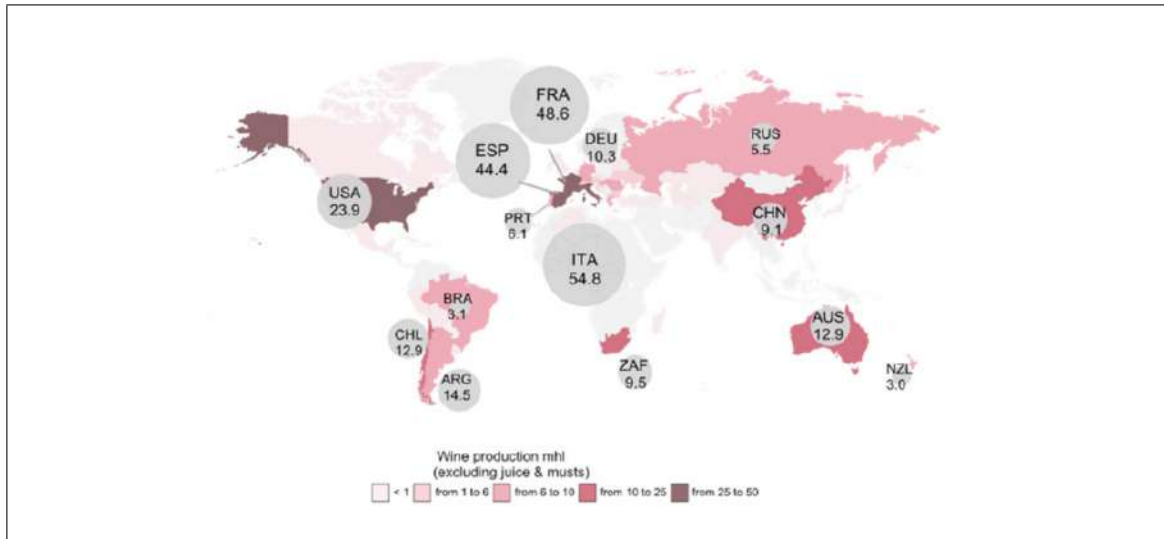 FRA
48.6
DEU
10.3
RUS
5.5
ESP
44.4
USA
23.9
PRT
6.1
CHN
9.1
ITA
54.8
BRA
3.1
AUS
12.9
CHL
12.9
ZAF
9.5
NZL
3.0
ARG
14.5
Wine production mhl
(excluding juice & musts)
< 1 from 1 to 6 from 6 to 10 from 10 to 25 from 25 to 50